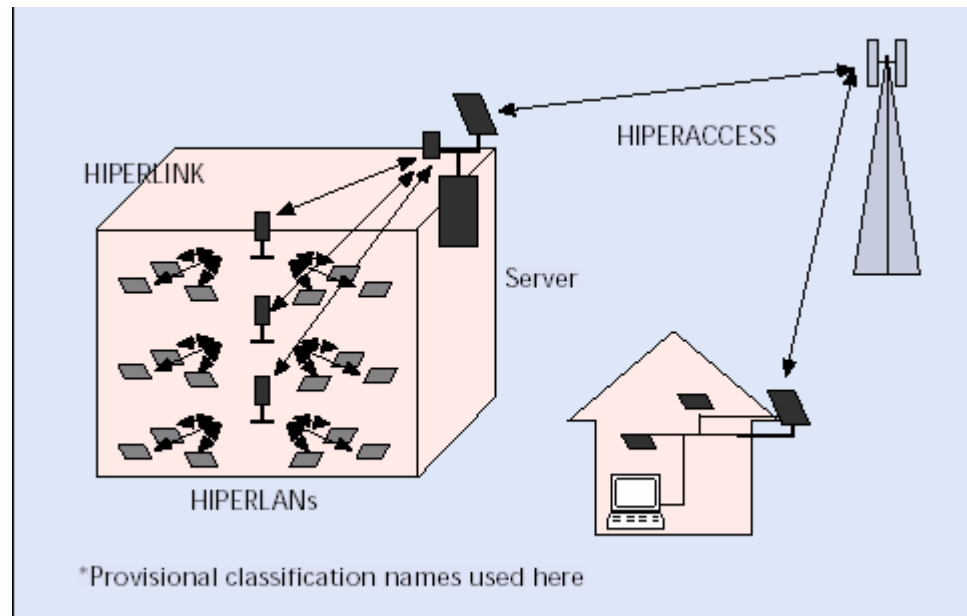 HIPERACCESS
HIPERLINK
Server
HIPERLANs
*Provisional classification names used here